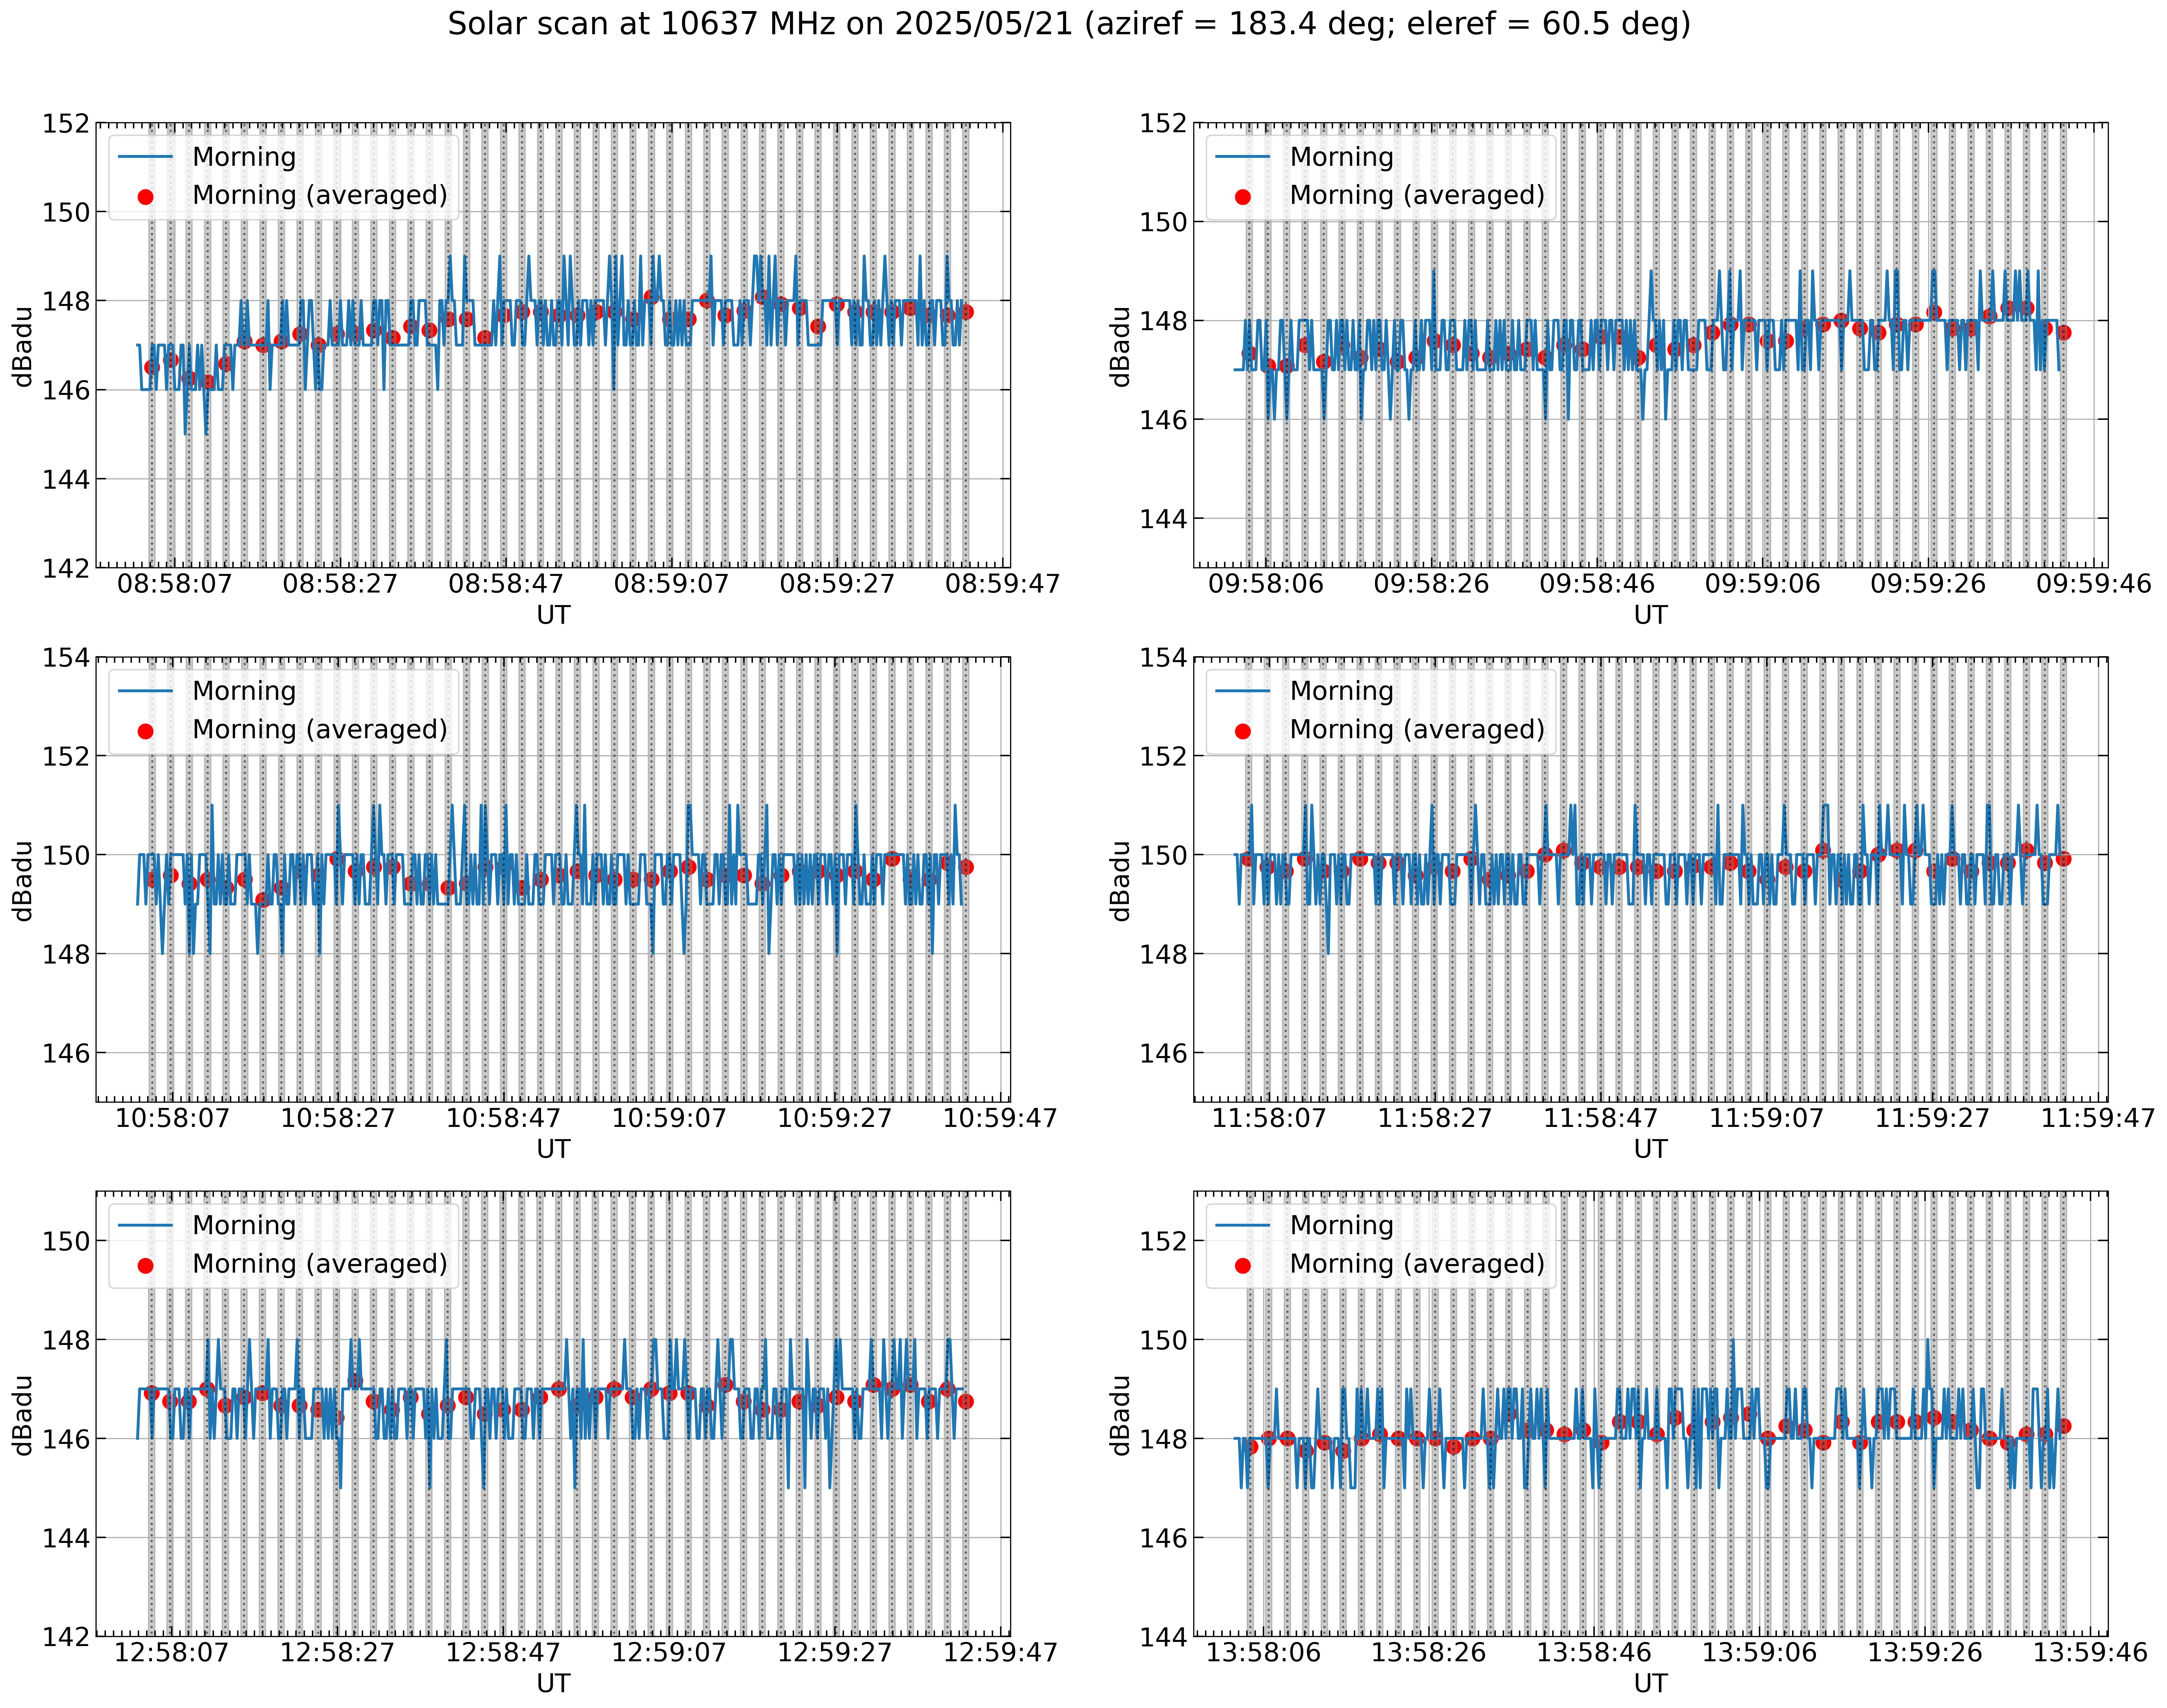 Solar scan at 10637 MHz on 2025/05/21 (aziref = 183.4 deg; eleref = 60.5 deg)
152
150
148
146
144
142
dBadu
Morning
Morning (averaged)
08:58:07 08:58:27 08:58:47 08:59:07 08:59:27 08:59:47
UT
152
150
148
146
144
dBadu
Morning
Morning (averaged)
09:58:06 09:58:26 09:58:46 09:59:06 09:59:26 09:59:46
UT
154
152
150
148
146
dBadu
Morning
Morning (averaged)
10:58:07 10:58:27 10:58:47 10:59:07 10:59:27 10:59:47
UT
154
152
150
148
146
dBadu
Morning
Morning (averaged)
11:58:07 11:58:27 11:58:47 11:59:07 11:59:27 11:59:47
UT
150
148
146
144
142
dBadu
Morning
Morning (averaged)
12:58:07 12:58:27 12:58:47 12:59:07 12:59:27 12:59:47
UT
152
150
148
146
144
dBadu
Morning
Morning (averaged)
13:58:06 13:58:26 13:58:46 13:59:06 13:59:26 13:59:46
UT